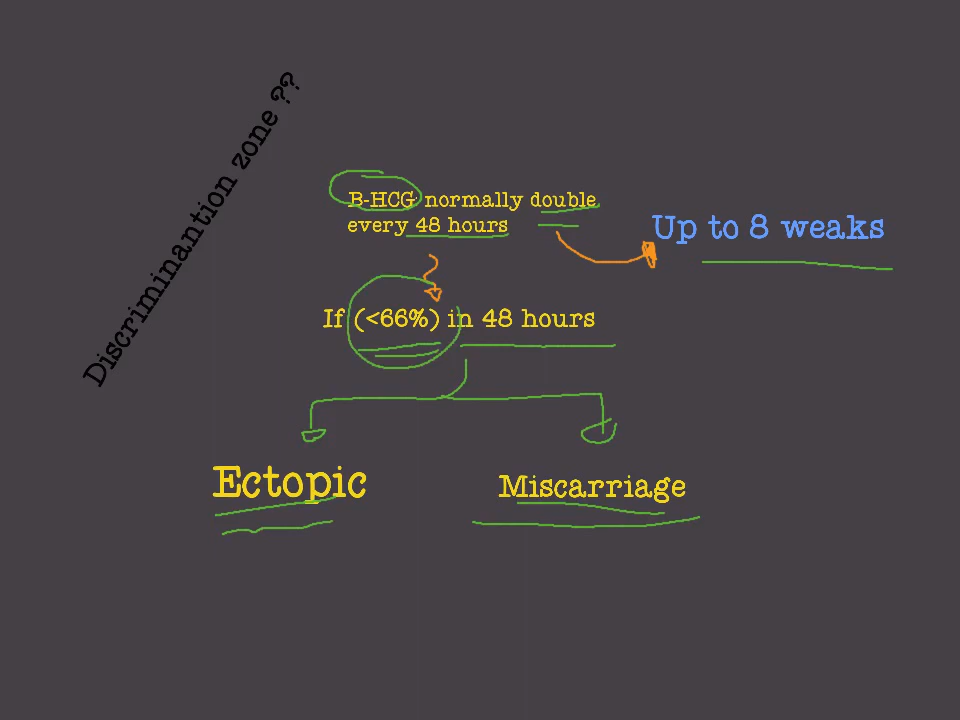 Discriminantion zone ??
B-HCG normally double
every 48 hours
Up to 8 weaks
If (<66%) in 48 hours
Ectopic
Miscarriage